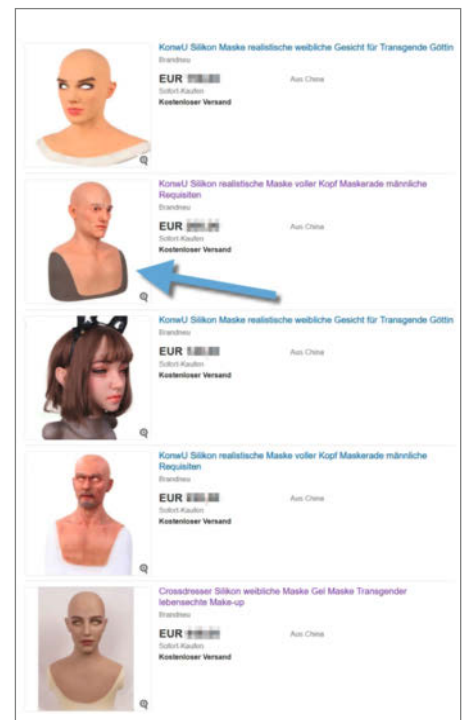 KonwU Silikon Maske realistische weibliche Gesicht für Transgende Göttin
Brandneu
EUR
Aus China
Sofort-Kaufen
Kostenloser Versand
KonwU Silikon realistische Maske voller Kopf Maskerade männliche
Requisiten
Brandneu
EUR
Aus China
Sofort-Kaufen
Kostenloser Versand
KonwU Silikon Maske realistische weibliche Gesicht für Transgende Göttin
Brandneu
EUR
Aus China
Sofort-Kaufen
Kostenloser Versand
KonwU Silikon realistische Maske voller Kopf Maskerade männliche
Requisiten
Brandneu
EUR
Aus China
Sofort-Kaufen
Kostenloser Versand
Crossdresser Silikon weibliche Maske Gel Maske Transgender
lebensechte Make-up
Brandneu
EUR
Aus China
Sofort-Kaufen
Kostenloser Versand